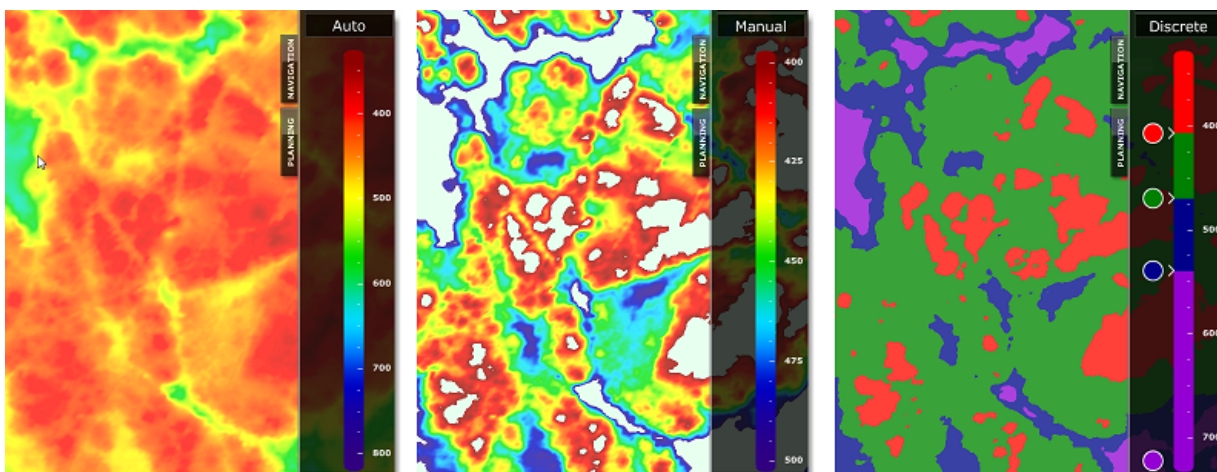 Auto
NAVIGATION
PLANNING
400
500
600
700
800
Manual
NAVIGATION
PLANNING
400
425
450
475
500
Discrete
NAVIGATION
PLANNING
400
500
600
700